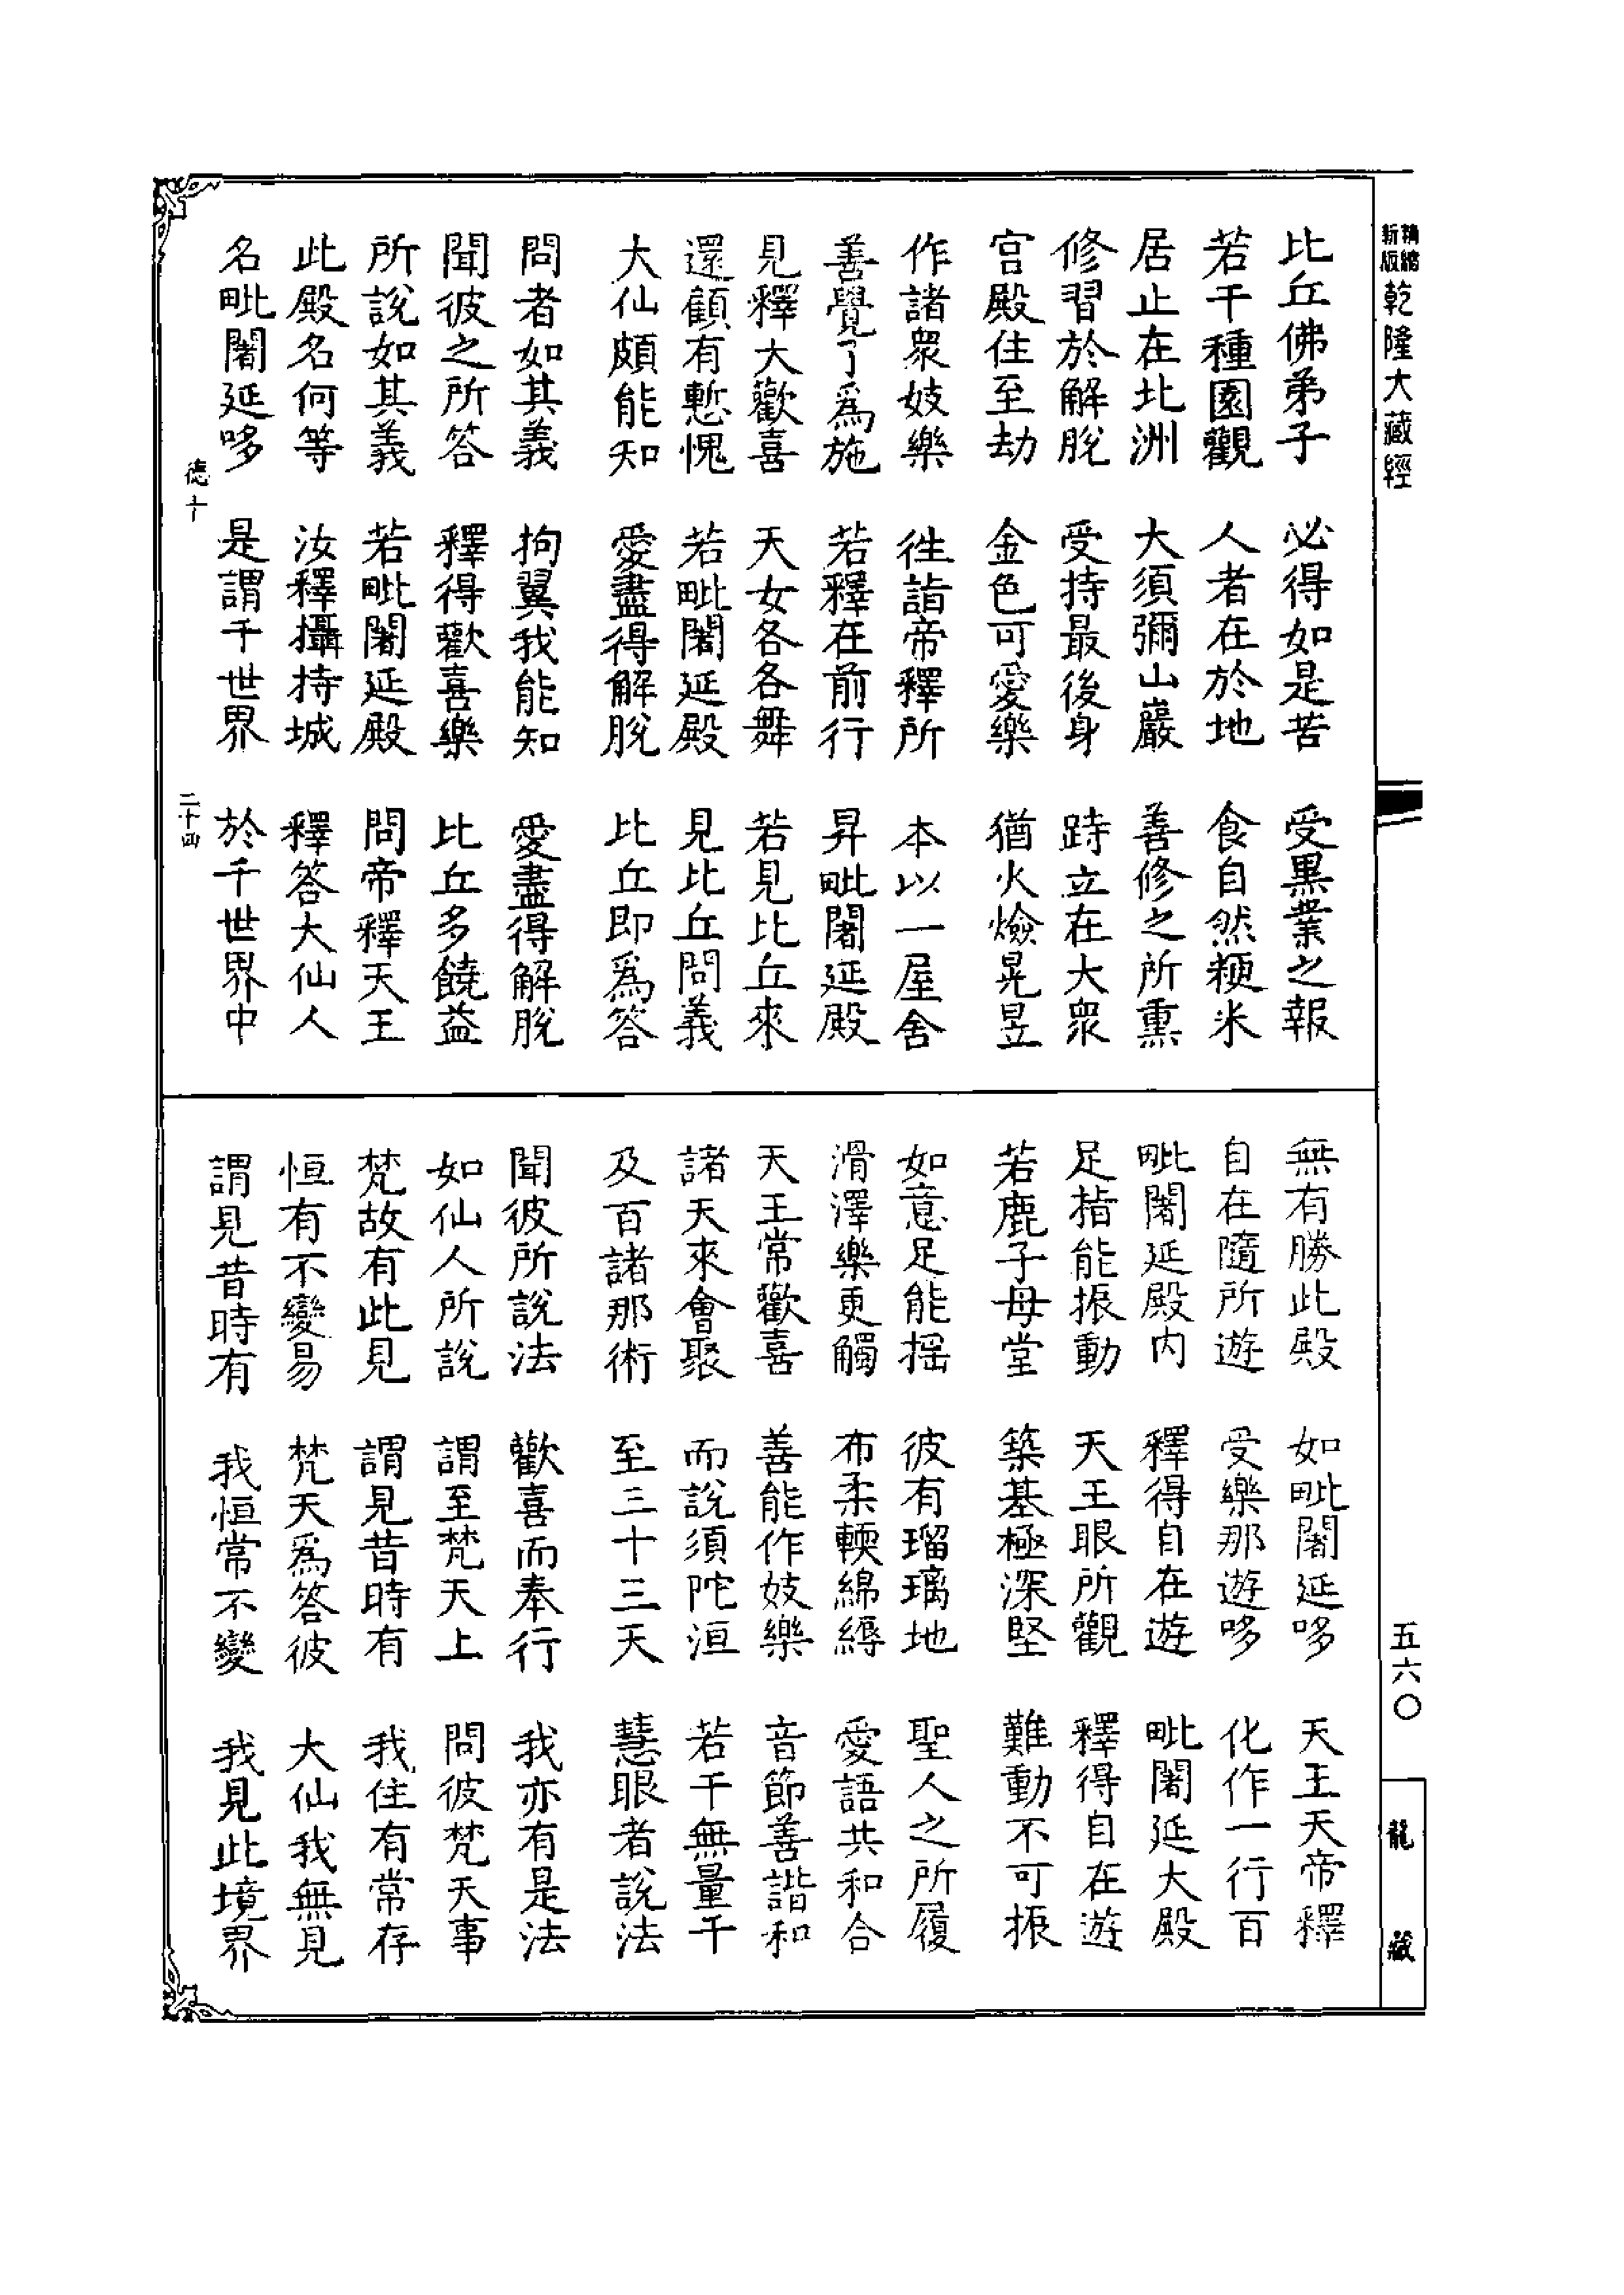 精縮新版乾隆大藏經
比丘佛弟子 必得如是苦 受黑業之報
若干種園觀 人者在於地 食自然粳米
居止在北洲 大須彌山巖 善修之所熏
修習於解脫 受持最後身 跱立在大衆
宮殿住至劫 金色可愛樂 猶火燄晃昱
作諸衆妓樂 往詣帝釋所 本以一屋舍
善覺了爲施 若釋在前行 昇毗闍延殿
見釋大歡喜 天女各各舞 若見比丘來
還顧有慙愧 若毗闍延殿 見比丘問義
大仙頗能知 愛盡得解脫 比丘即爲答
問者如其義 拘翼我能知 愛盡得解脫
聞彼之所答 釋得歡喜樂 比丘多饒益
所說如其義 若毗闍延殿 問帝釋天王
此殿名何等 汝釋攝持城 釋答大仙人
名毗闍延哆 是謂千世界 於千世界中
德十 二十四
無有勝此殿 如毗闍延哆 天王天帝釋
自在隨所遊 受樂那遊哆 化作一行百
毗闍延殿內 釋得自在遊 毗闍延大殿
足指能振動 天王眼所觀 釋得自在遊
若鹿子母堂 築基極深堅 難動不可振
如意足能搖 彼有瑠璃地 聖人之所履
滑澤樂更觸 布柔輭綿縟 愛語共和合
天王常歡喜 善能作妓樂 音節善諧和
諸天來會聚 而說須陀洹 若干無量千
及百諸那術 至三十三天 慧眼者說法
聞彼所說法 歡喜而奉行 我亦有是法
如仙人所說 謂至梵天上 問彼梵天事
梵故有此見 謂見昔時有 我住有常存
恒有不變易 梵天爲答彼 大仙我無見
謂見昔時有 我恒常不變 我見此境界
五六〇
龍藏